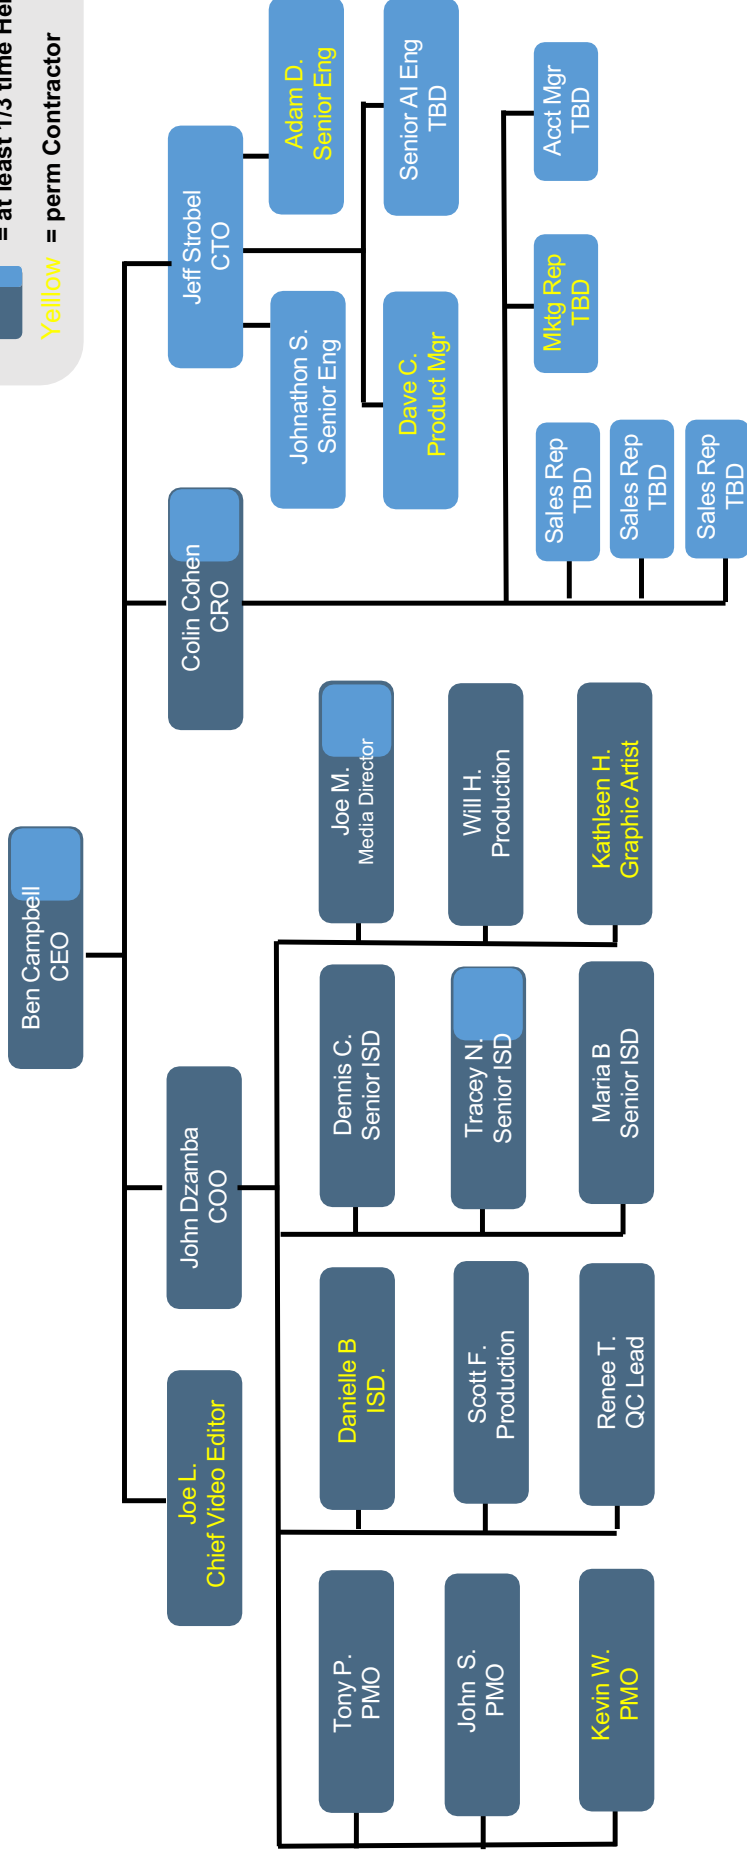 = at least 1/3 time
Yelllow = perm Contractor
Ben Campbell
CEO
Joe L.
Chief Video Editor
John Dzamba
COO
Colin Cohen
CRO
Jeff Strobel
CTO
Tony P.
PMO
John S.
PMO
Kevin W.
PMO
Danielle B
ISD.
Scott F.
Production
Renee T.
QC Lead
Dennis C.
Senior ISD
Tracey N.
Senior ISD
Maria B
Senior ISD
Joe M.
Media Director
Will H.
Production
Kathleen H.
Graphic Artist
Sales Rep
TBD
Sales Rep
TBD
Sales Rep
TBD
Mktg Rep
TBD
Acct Mgr
TBD
Johnathon S.
Senior Eng
Adam D.
Senior Eng
Dave C.
Product Mgr
Senior AI Eng
TBD